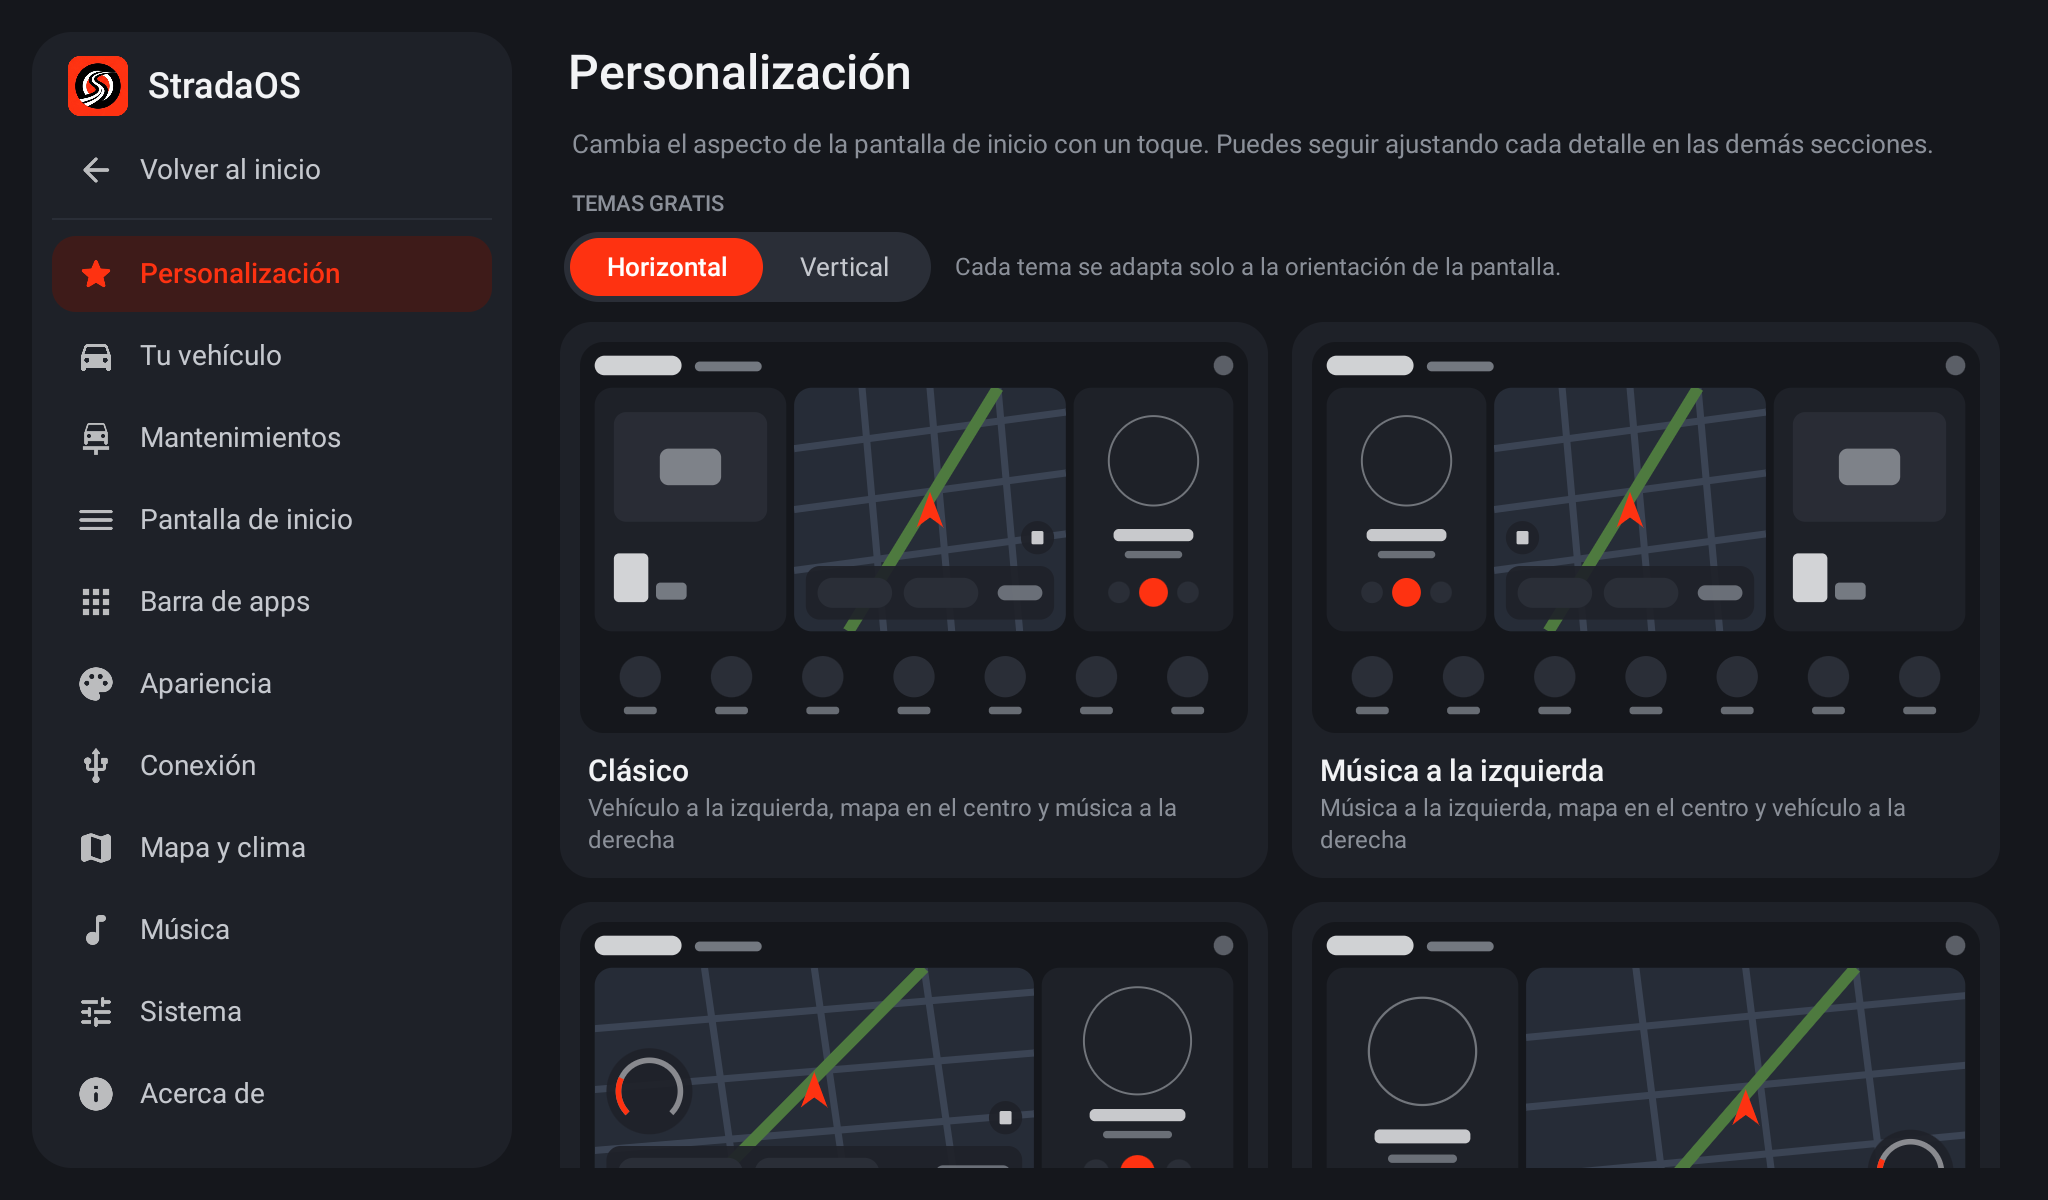 StradaOS
Volver al inicio
Personalización
Tu vehículo
Mantenimientos
Pantalla de inicio
Barra de apps
Apariencia
Conexión
Mapa y clima
Música
Sistema
Acerca de
Personalización
Cambia el aspecto de la pantalla de inicio con un toque. Puedes seguir ajustando cada detalle en las demás secciones.
TEMAS GRATIS
Horizontal
Vertical
Cada tema se adapta solo a la orientación de la pantalla.
Clásico
Vehículo a la izquierda, mapa en el centro y música a la
derecha
Música a la izquierda
Música a la izquierda, mapa en el centro y vehículo a la
derecha